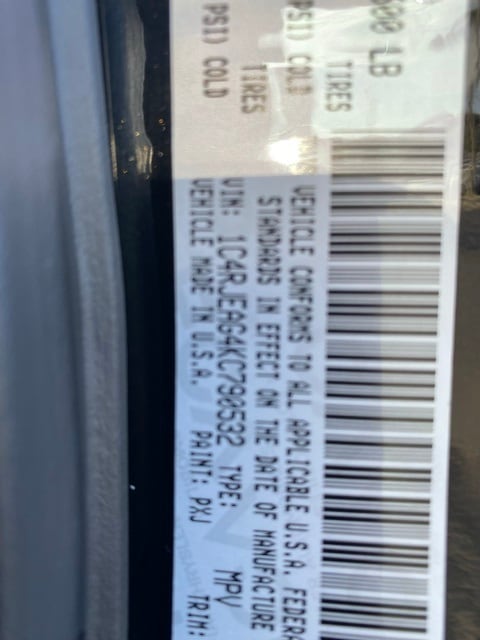 00 LB
TIRES
PSI) COLD
TIRES
PSI) COLD
VEHICLE CONFORMS TO ALL APPLICABLE U.S.A. FEDER
STANDARDS IN EFFECT ON THE DATE OF MANUFACTURE
VIN: 1C4RJEAG4KC790532 TYPE: MPV
VEHICLE MADE IN U.S.A. PAINT: PXJ TRIM: